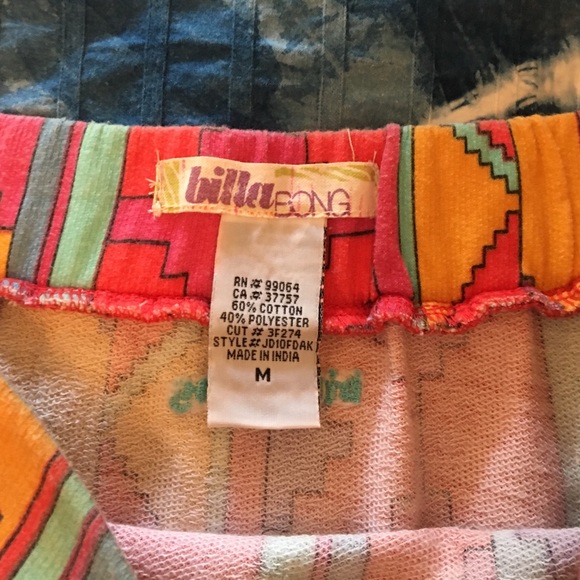 billaBONG
RN # 99064
CA # 37757
60% COTTON
40% POLYESTER
CUT # 3F274
STYLE# JD10FDAK
MADE IN INDIA
M